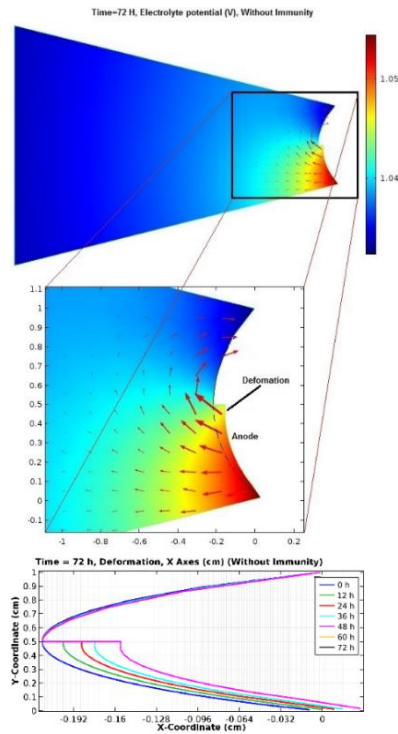 Time=72 H, Electrolyte potential (V), Without Immunity
1.05
1.04
1.1
1
0.9
0.8
0.7
0.6
0.5
0.4
0.3
0.2
0.1
0
-0.1
Defomation
Anode
-1 -0.8 -0.6 -0.4 -0.2 0 0.2
Time = 72 h, Deformation, X Axes (cm) (Without Immunity)
Y-Coordinate (cm)
1
0.9
0.8
0.7
0.6
0.5
0.4
0.3
0.2
0.1
0
0 h
12 h
24 h
36 h
48 h
60 h
72 h
-0.192 -0.16 -0.128 -0.096 -0.064 -0.032 0
X-Coordinate (cm)